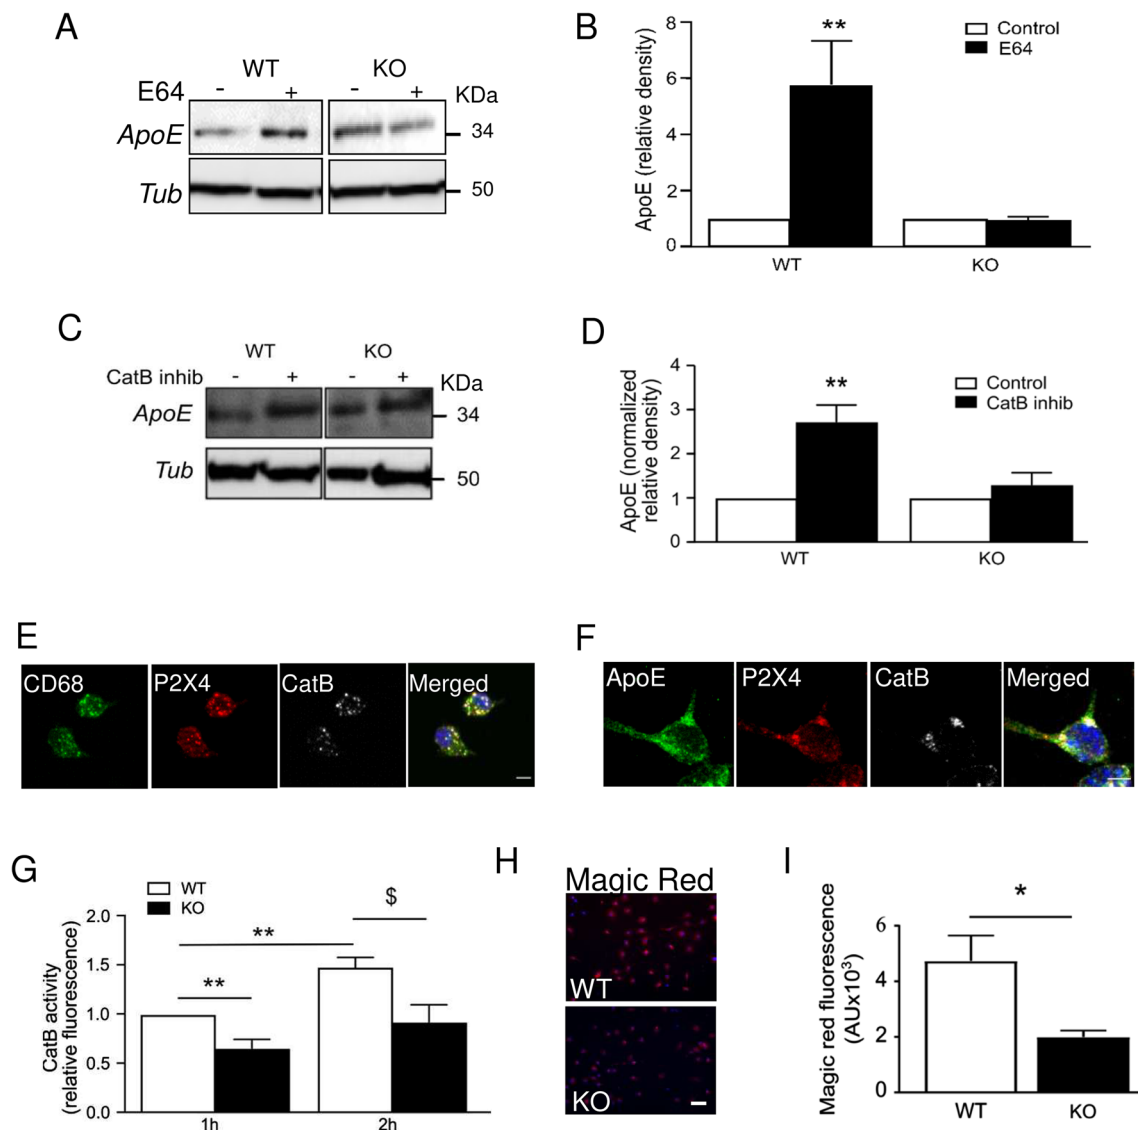 A
WT KO
E64 - + - + KDa
ApoE 34
Tub 50
B
ApoE (relative density)
8
6
4
2
0
**
Control
E64
WT KO
C
WT KO
CatB inhib - + - + KDa
ApoE 34
Tub 50
D
ApoE (normalized
relative density)
4
3
2
1
0
**
Control
CatB inhib
WT KO
E
CD68 P2X4 CatB Merged
F
ApoE P2X4 CatB Merged
G
CatB activity
(relative fluorescence)
WT
KO
2.0
1.5
1.0
0.5
0.0
** ** $
1h 2h
H
Magic Red
WT
KO
I
Magic red fluorescence
(AUx10³)
6
4
2
0
*
WT KO